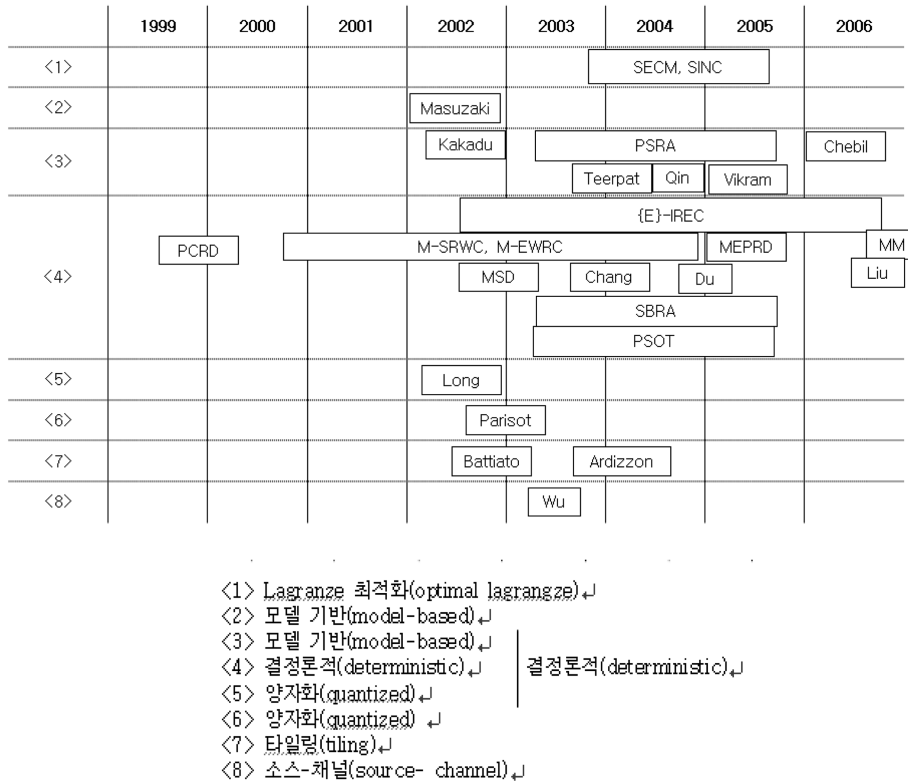 1999 2000 2001 2002 2003 2004 2005 2006
<1> SECM, SINC
<2> Masuzaki
<3> Kakadu PSRA Chebil
Teerpat Qin Vikram
<4> {E}-IREC
PCRD M-SRWC, M-EWRC MEPRD MM
MSD Chang Du Liu
SBRA
PSOT
<5> Long
<6> Parisot
<7> Battiato Ardizzon
<8> Wu
<1> Lagranze 최적화(optimal lagrangze)↵
<2> 모델 기반(model-based)↵
<3> 모델 기반(model-based)↵
<4> 결정론적(deterministic)↵ 결정론적(deterministic)↵
<5> 양자화(quantized)↵
<6> 양자화(quantized) ↵
<7> 타일링(tiling)↵
<8> 소스-채널(source- channel)↵